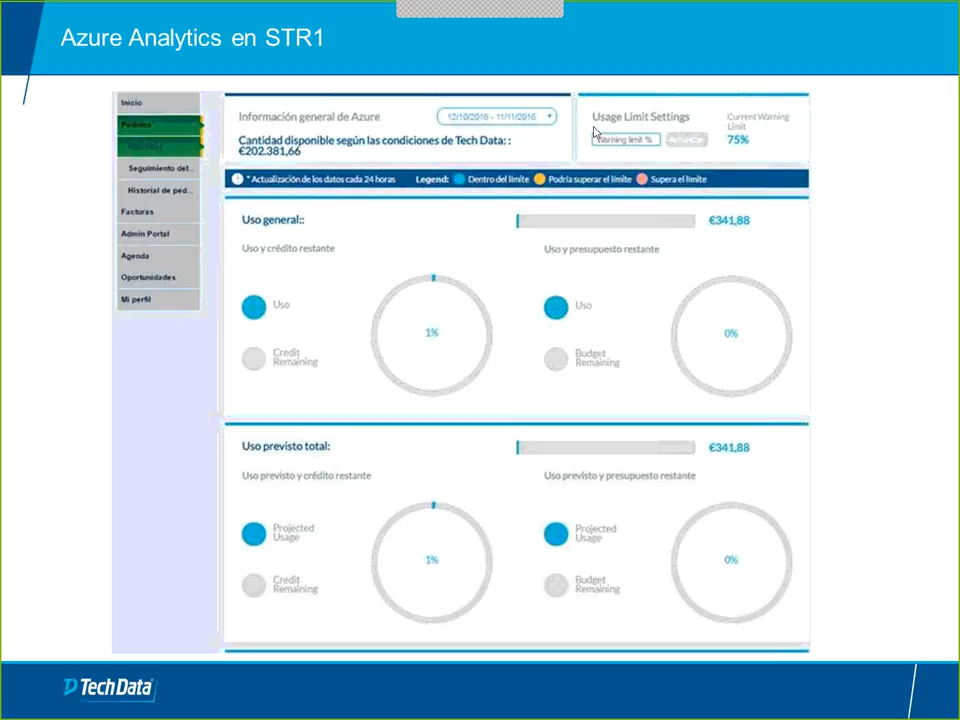 Azure Analytics en STR1
Inicio
Pedidos
Seguimiento del...
Historial de ped...
Facturas
Admin Portal
Agenda
Oportunidades
Mi perfil
Información general de Azure
12/10/2016 - 11/11/2016
Cantidad disponible según las condiciones de Tech Data: :
€202.381,66
Usage Limit Settings
Warning limit %
Actualizar
Current Warning
Limit
75%
! * Actualización de los datos cada 24 horas Legend: Dentro del límite Podría superar el límite Supera el límite
Uso general::
€341,88
Uso y crédito restante
Uso y presupuesto restante
Uso
Credit
Remaining
1%
Uso
Budget
Remaining
0%
Uso previsto total:
€341,88
Uso previsto y crédito restante
Uso previsto y presupuesto restante
Projected
Usage
Credit
Remaining
1%
Projected
Usage
Budget
Remaining
0%
Tech Data